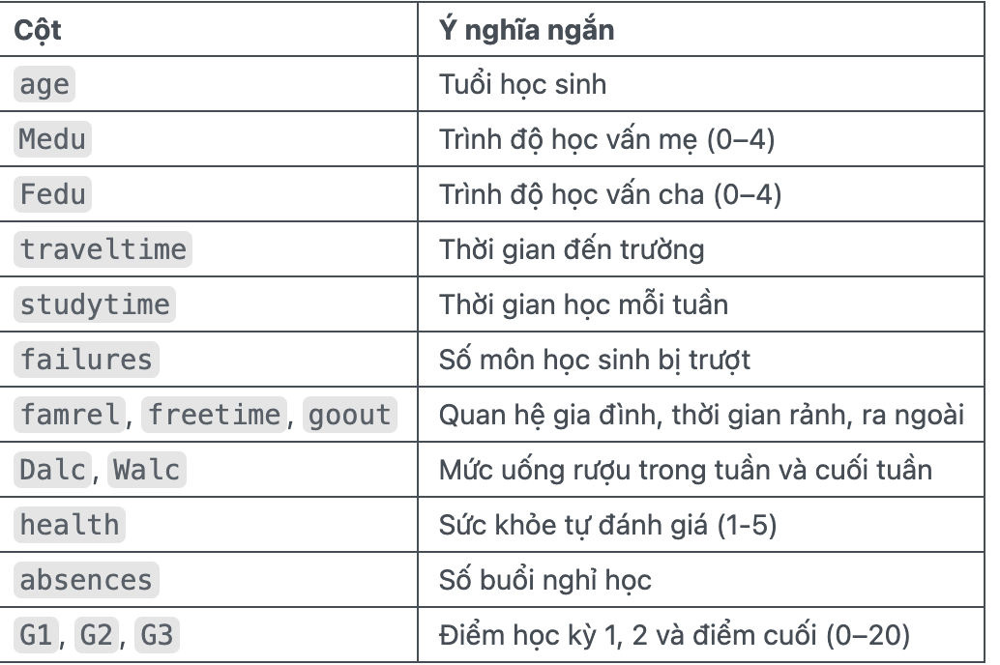 Cột Ý nghĩa ngắn
age Tuổi học sinh
Medu Trình độ học vấn mẹ (0–4)
Fedu Trình độ học vấn cha (0–4)
traveltime Thời gian đến trường
studytime Thời gian học mỗi tuần
failures Số môn học sinh bị trượt
famrel, freetime, goout Quan hệ gia đình, thời gian rảnh, ra ngoài
Dalc, Walc Mức uống rượu trong tuần và cuối tuần
health Sức khỏe tự đánh giá (1-5)
absences Số buổi nghỉ học
G1, G2, G3 Điểm học kỳ 1, 2 và điểm cuối (0–20)